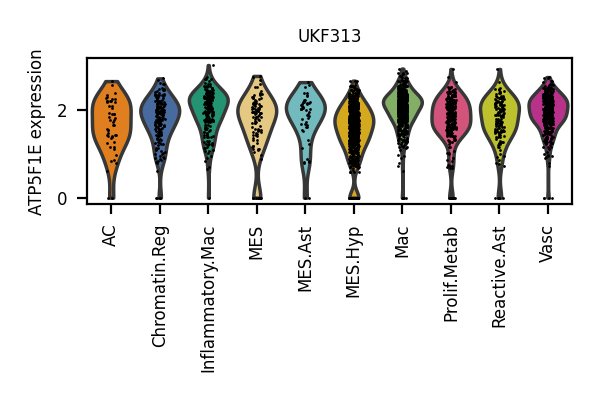 UKF313
ATP5F1E expression
2
0
AC
Chromatin.Reg
Inflammatory.Mac
MES
MES.Ast
MES.Hyp
Mac
Prolif.Metab
Reactive.Ast
Vasc